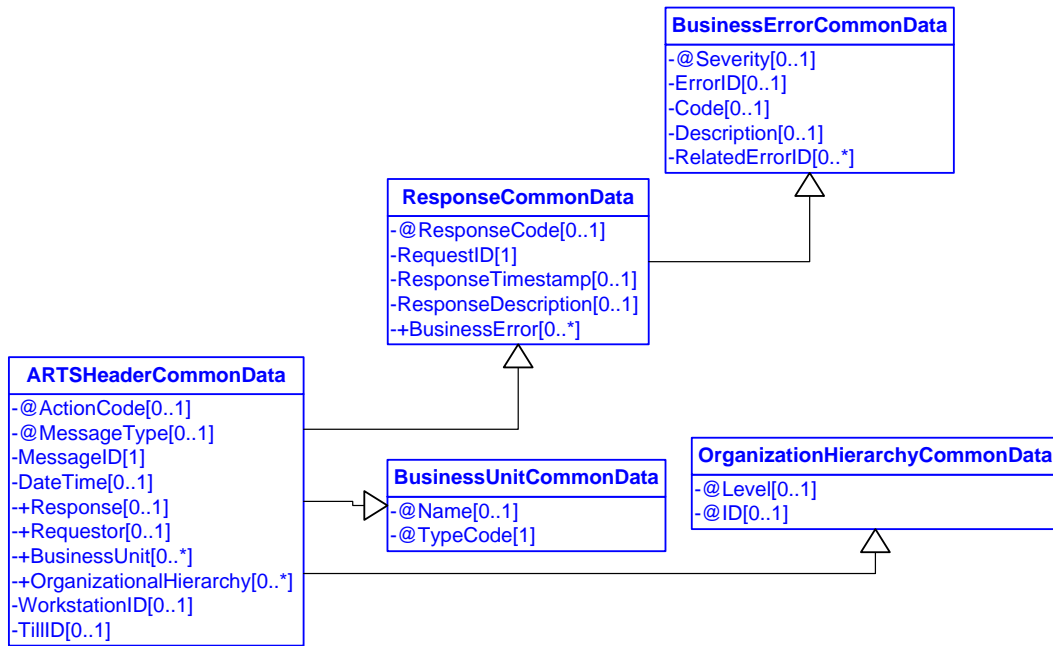 BusinessErrorCommonData
-@Severity[0..1]
-ErrorID[0..1]
-Code[0..1]
-Description[0..1]
-RelatedErrorID[0..*]
ResponseCommonData
-@ResponseCode[0..1]
-RequestID[1]
-ResponseTimestamp[0..1]
-ResponseDescription[0..1]
-+BusinessError[0..*]
ARTSHeaderCommonData
-@ActionCode[0..1]
-@MessageType[0..1]
-MessageID[1]
-DateTime[0..1]
-+Response[0..1]
-+Requestor[0..1]
-+BusinessUnit[0..*]
-+OrganizationalHierarchy[0..*]
-WorkstationID[0..1]
-TillID[0..1]
BusinessUnitCommonData
-@Name[0..1]
-@TypeCode[1]
OrganizationHierarchyCommonData
-@Level[0..1]
-@ID[0..1]